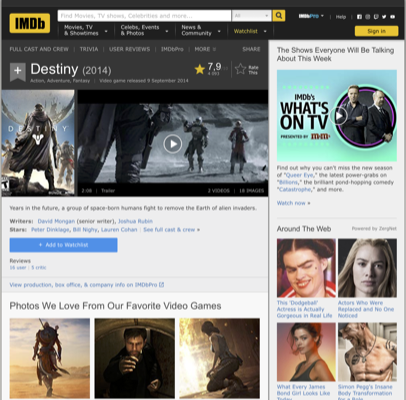 IMDb
Find Movies, TV shows, Celebrities and more...
All
IMDbPro
Help
Movies, TV
& Showtimes
Celebs, Events
& Photos
News &
Community
Watchlist
Sign in
FULL CAST AND CREW | TRIVIA | USER REVIEWS | IMDbPro | MORE
SHARE
Destiny (2014)
Action, Adventure, Fantasy | Video game released 9 September 2014
7,9
Rate
This
DESTINY
2:08 | Trailer
2 VIDEOS | 18 IMAGES
Years in the future, a group of space-born humans fight to remove the Earth of alien invaders.
Writers: David Mongan (senior writer), Joshua Rubin
Stars: Peter Dinklage, Bill Nighy, Lauren Cohan | See full cast & crew »
+ Add to Watchlist
Reviews
16 user | 5 critic
View production, box office, & company info on IMDbPro
Photos We Love From Our Favorite Video Games
The Shows Everyone Will Be Talking
About This Week
IMDb's
WHAT'S
ON TV
PRESENTED BY
Find out why you can't miss the new season
of "Queer Eye," the latest power-grabs on
"Billions," the brilliant pond-hopping comedy
"Catastrophe," and more.
Watch now »
Around The Web
Powered by ZergNet
This 'Dodgeball'
Actress is Actually
Gorgeous in Real Life
Actors Who Were
Replaced and No One
Noticed
What Every James
Bond Girl Looks Like
Simon Pegg's Insane
Body Transformation